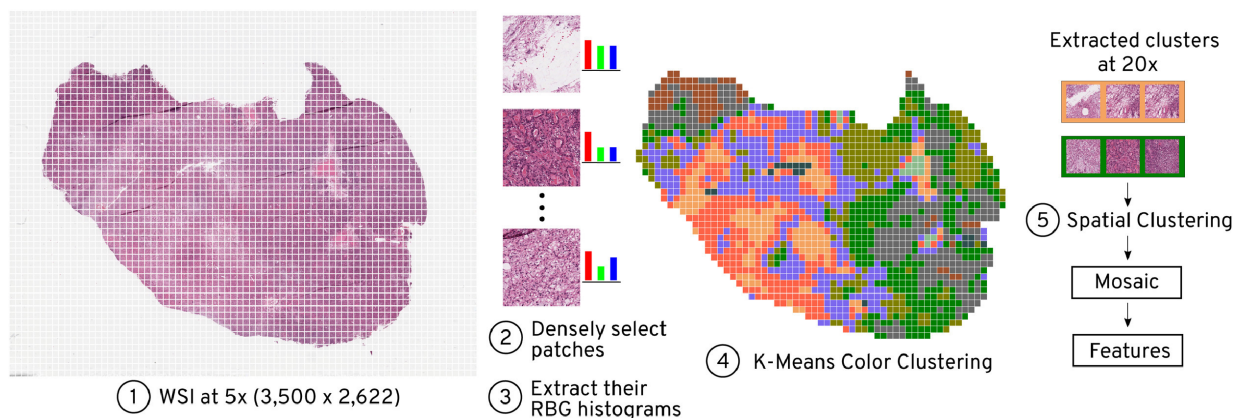 1 WSI at 5x (3,500 x 2,622)
2 Densely select
patches
3 Extract their
RBG histograms
4 K-Means Color Clustering
Extracted clusters
at 20x
5 Spatial Clustering
Mosaic
Features